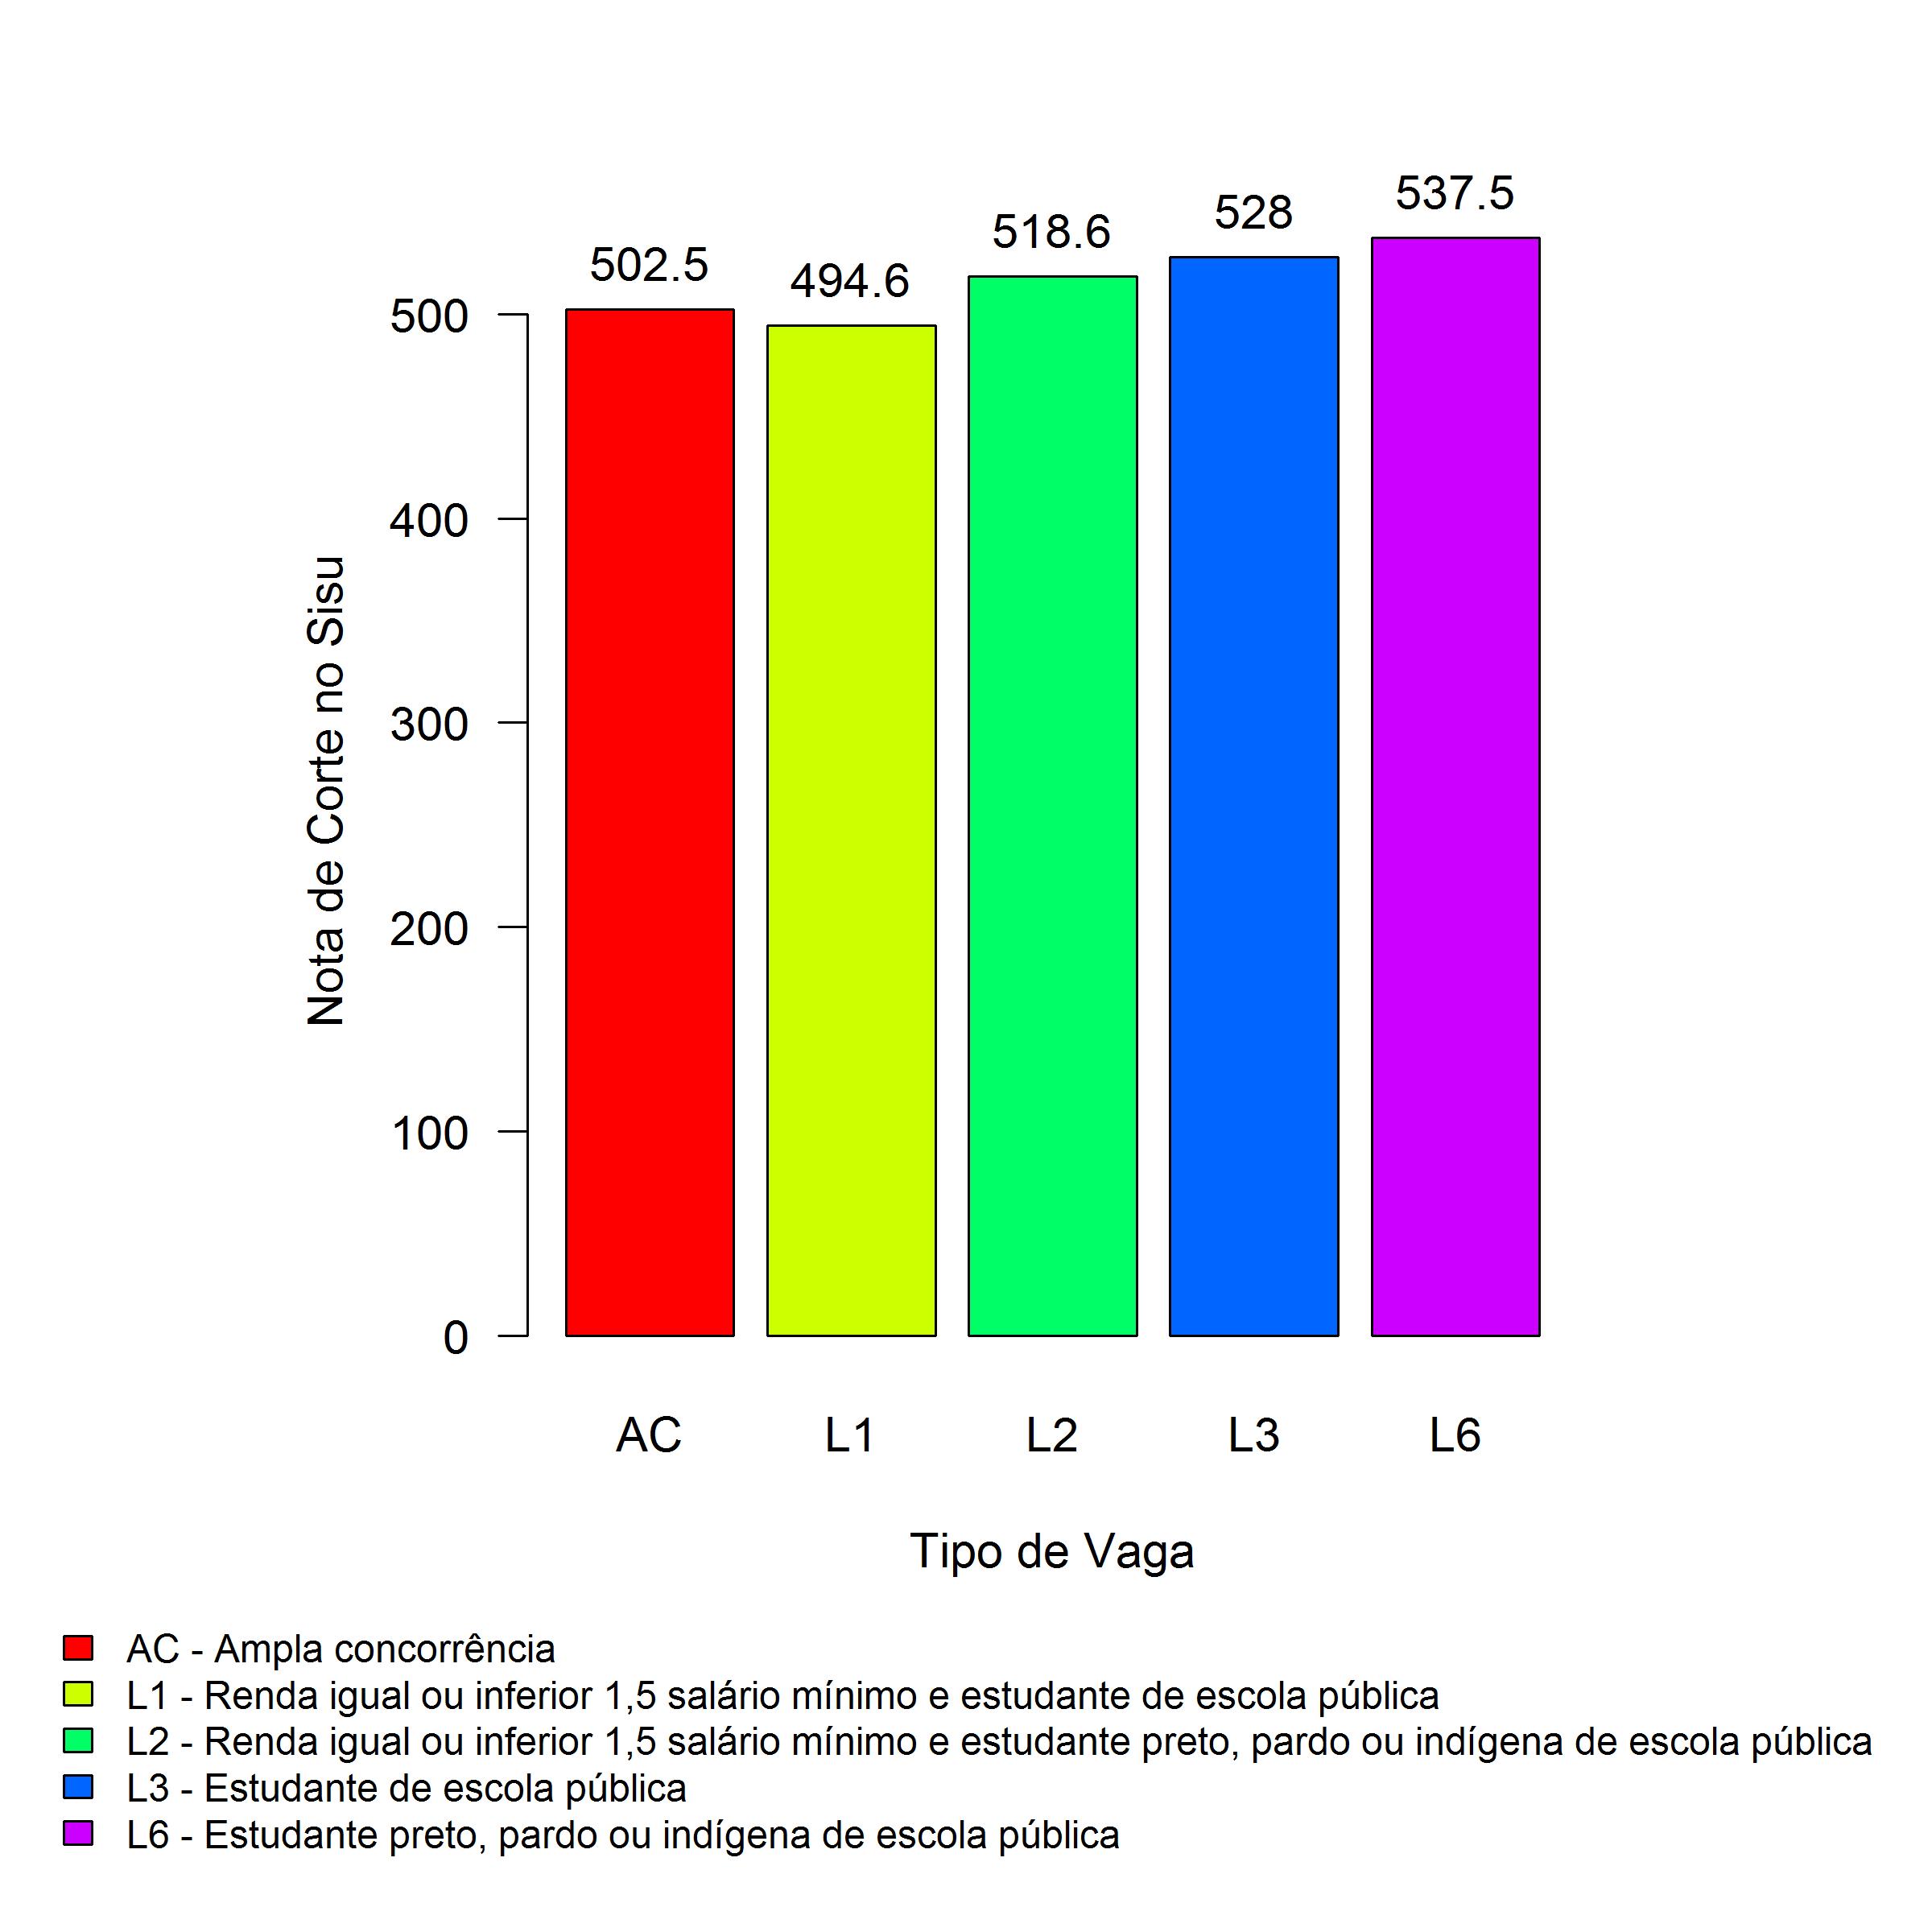 537.5
528
518.6
502.5
494.6
500
400
300
200
100
0
Nota de Corte no Sisu
AC L1 L2 L3 L6
Tipo de Vaga
AC - Ampla concorrência
L1 - Renda igual ou inferior 1,5 salário mínimo e estudante de escola pública
L2 - Renda igual ou inferior 1,5 salário mínimo e estudante preto, pardo ou indígena de escola pública
L3 - Estudante de escola pública
L6 - Estudante preto, pardo ou indígena de escola pública